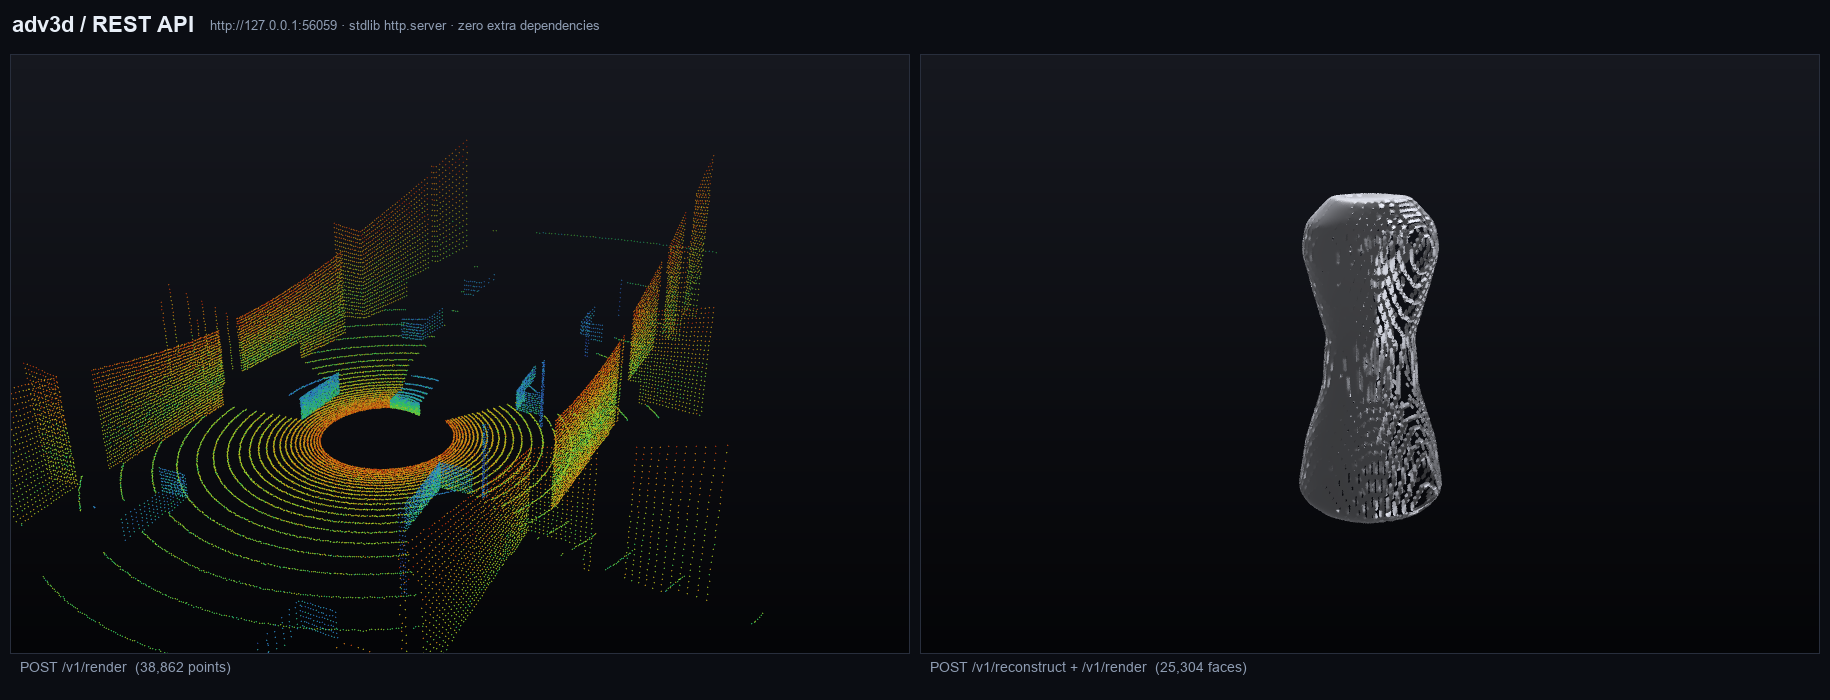 adv3d / REST API http://127.0.0.1:56059 · stdlib http.server · zero extra dependencies
POST /v1/render (38,862 points)
POST /v1/reconstruct + /v1/render (25,304 faces)